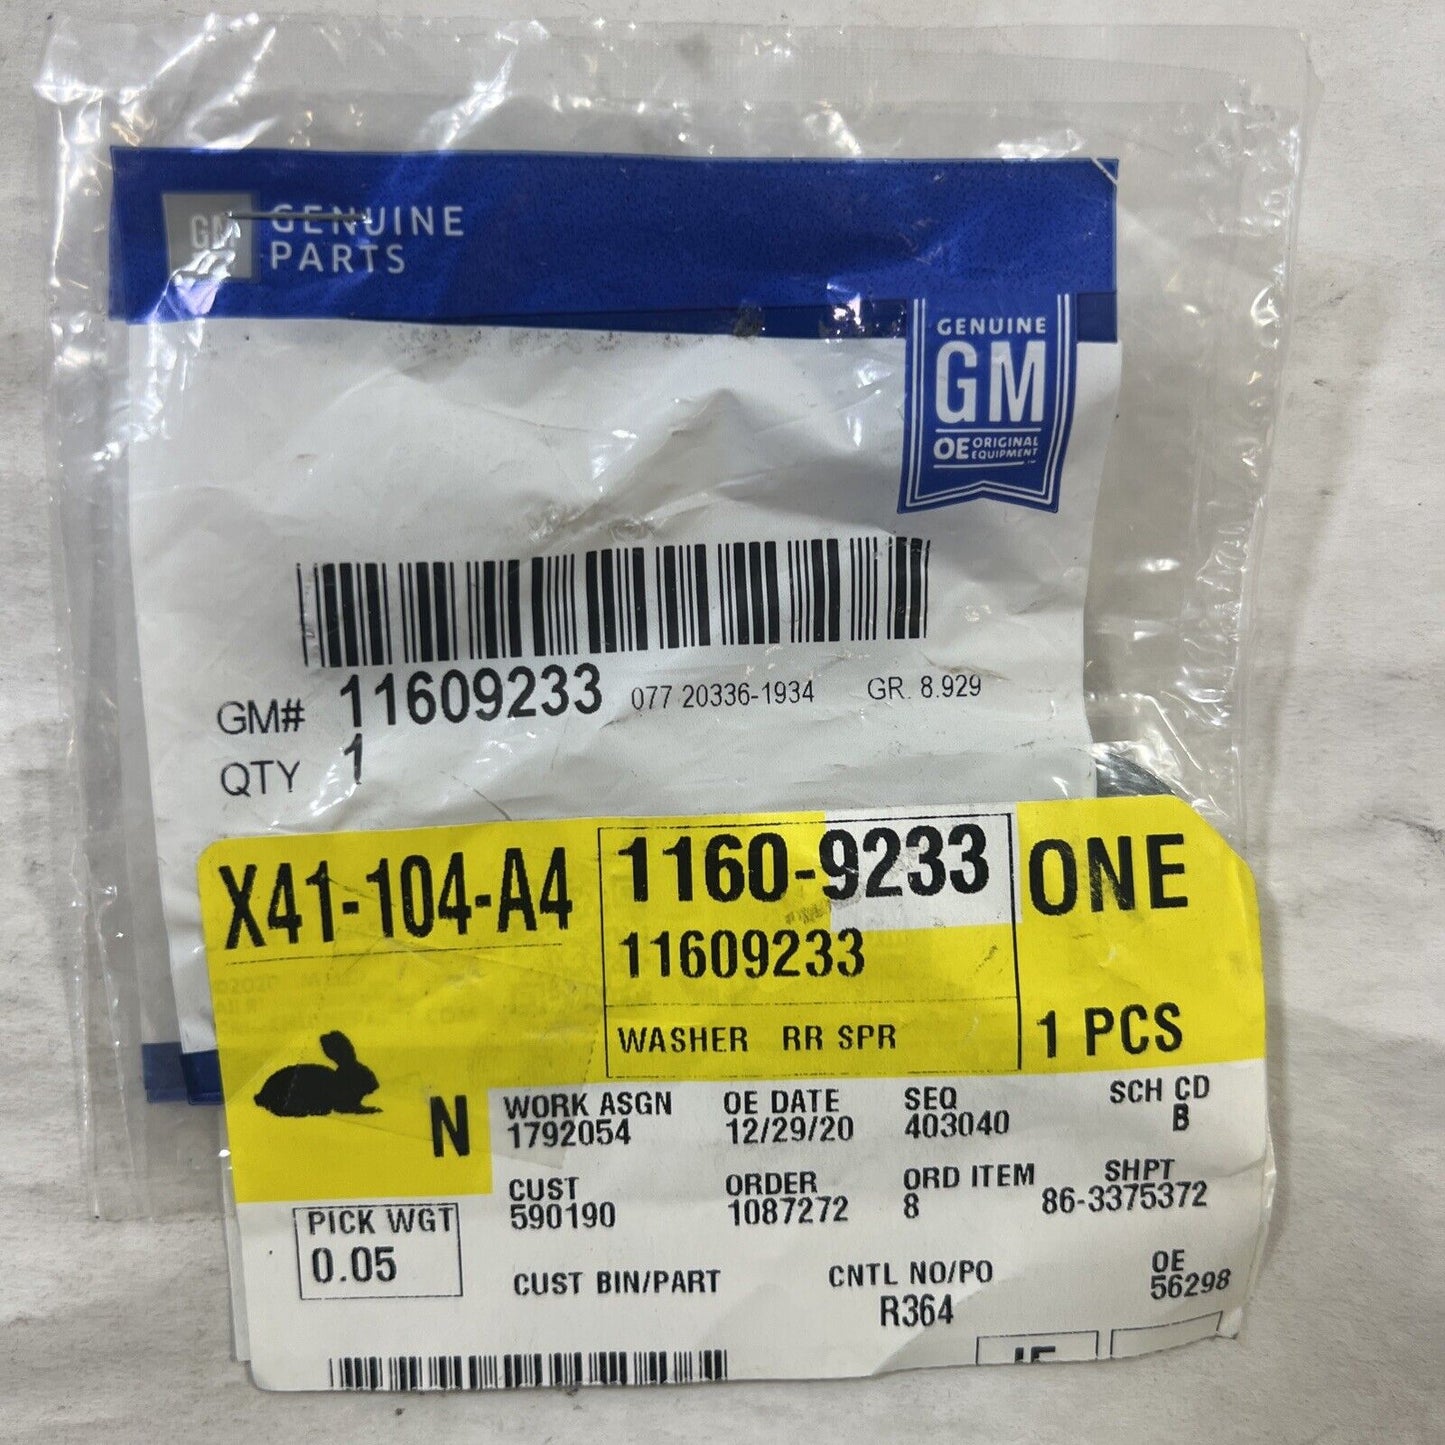 GM GENUINE
PARTS
GENUINE
GM
OE ORIGINAL
EQUIPMENT
GM# 11609233 077 20336-1934 GR. 8.929
QTY 1
X41-104-A4 1160-9233 ONE
11609233
WASHER RR SPR 1 PCS
N
WORK ASGN OE DATE SEQ SCH CD
1792054 12/29/20 403040 B
CUST ORDER ORD ITEM SHPT
590190 1087272 8 86-3375372
PICK WGT
0.05
CUST BIN/PART CNTL NO/PO OE
R364 56298